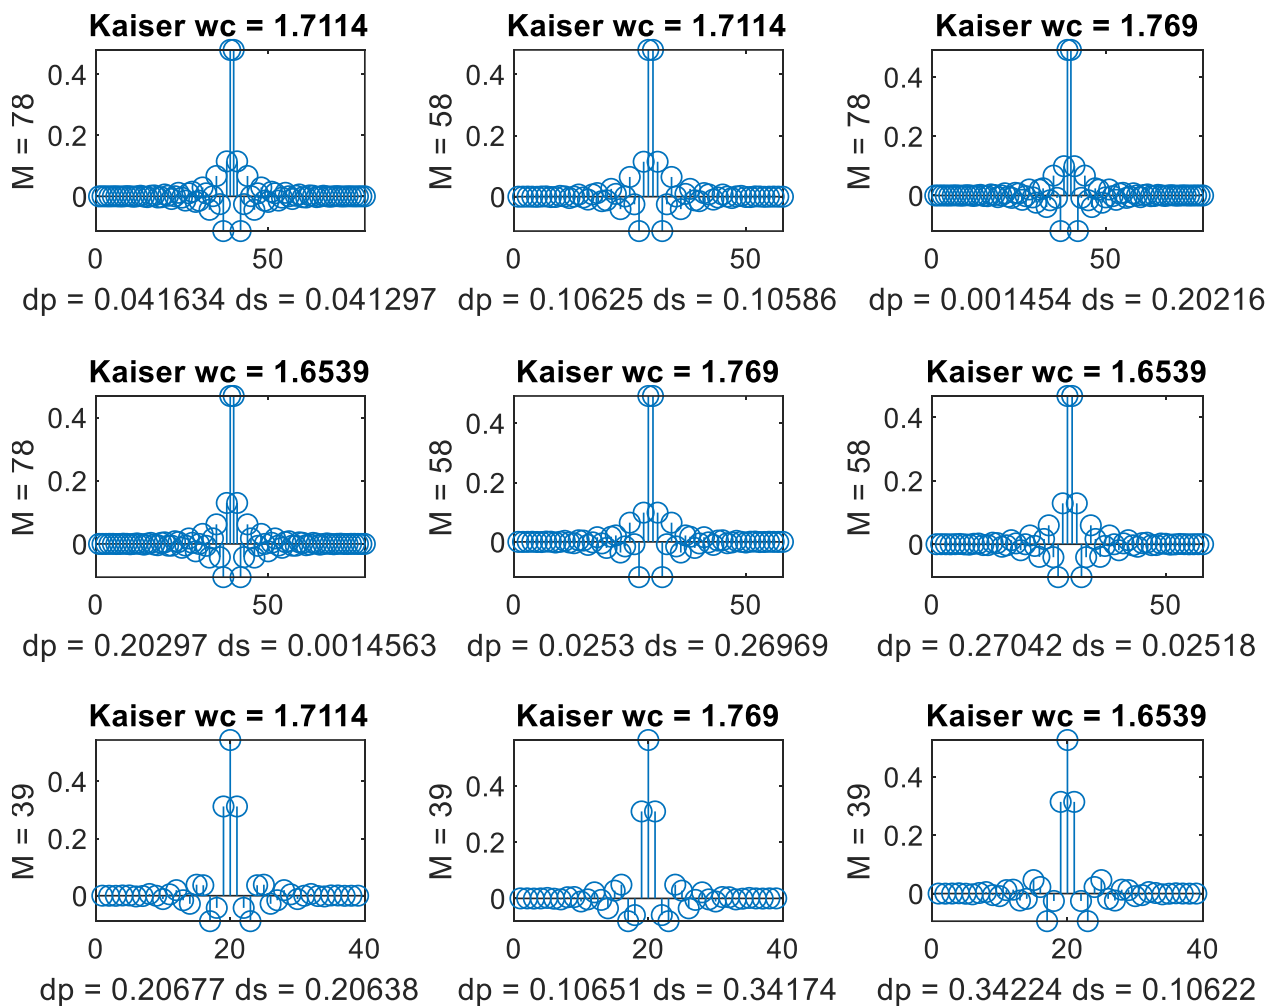 Kaiser wc = 1.7114
M = 78
0.4
0.2
0
0 50
dp = 0.041634 ds = 0.041297
Kaiser wc = 1.7114
M = 58
0.4
0.2
0
0 50
dp = 0.10625 ds = 0.10586
Kaiser wc = 1.769
M = 78
0.4
0.2
0
0 50
dp = 0.001454 ds = 0.20216
Kaiser wc = 1.6539
M = 78
0.4
0.2
0
0 50
dp = 0.20297 ds = 0.0014563
Kaiser wc = 1.769
M = 58
0.4
0.2
0
0 50
dp = 0.0253 ds = 0.26969
Kaiser wc = 1.6539
M = 58
0.4
0.2
0
0 50
dp = 0.27042 ds = 0.02518
Kaiser wc = 1.7114
M = 39
0.4
0.2
0
0 20 40
dp = 0.20677 ds = 0.20638
Kaiser wc = 1.769
M = 39
0.4
0.2
0
0 20 40
dp = 0.10651 ds = 0.34174
Kaiser wc = 1.6539
M = 39
0.4
0.2
0
0 20 40
dp = 0.34224 ds = 0.10622